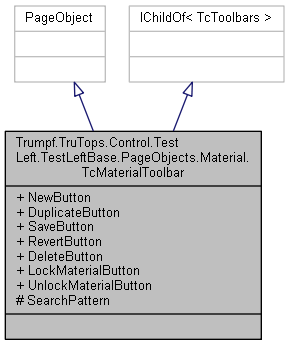 PageObject
IChildOf< TcToolbars >
Trumpf.TruTops.Control.Test
Left.TestLeftBase.PageObjects.Material.
TcMaterialToolbar
+ NewButton
+ DuplicateButton
+ SaveButton
+ RevertButton
+ DeleteButton
+ LockMaterialButton
+ UnlockMaterialButton
# SearchPattern